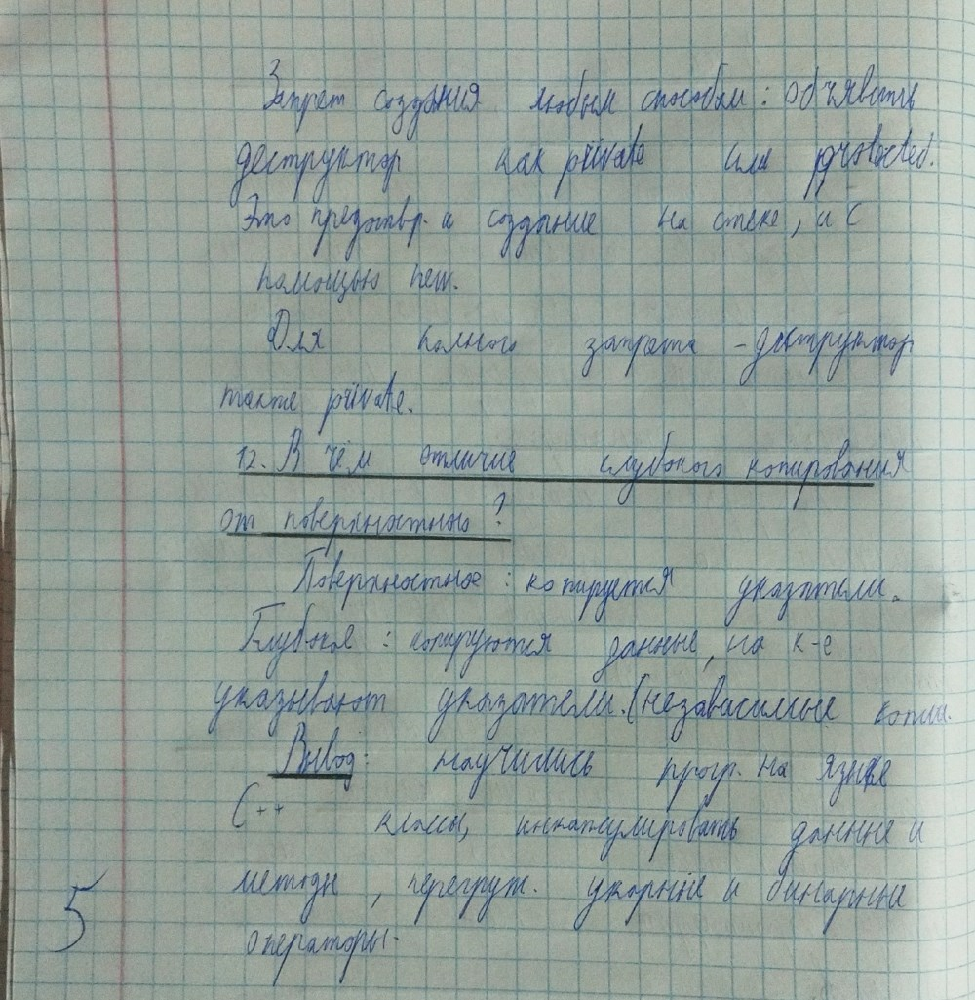 Запрет создания любым способом: объявить
деструктор как private или protected.
Это предотвр. и создание на стеке, и с
помощью new.
Для полного запрета - деструктор
также private.
12. В чём отличие глубокого копирования
от поверхностного?
Поверхностное: копируется указатели.
Глубокое: копируются данные, на к-е
указывают указатели. (независимые копии.
Вывод: научились прогр. на языке
C++ классы, инкапсулировать данные и
методы, перегруж. унарные и бинарные
операторы.
5